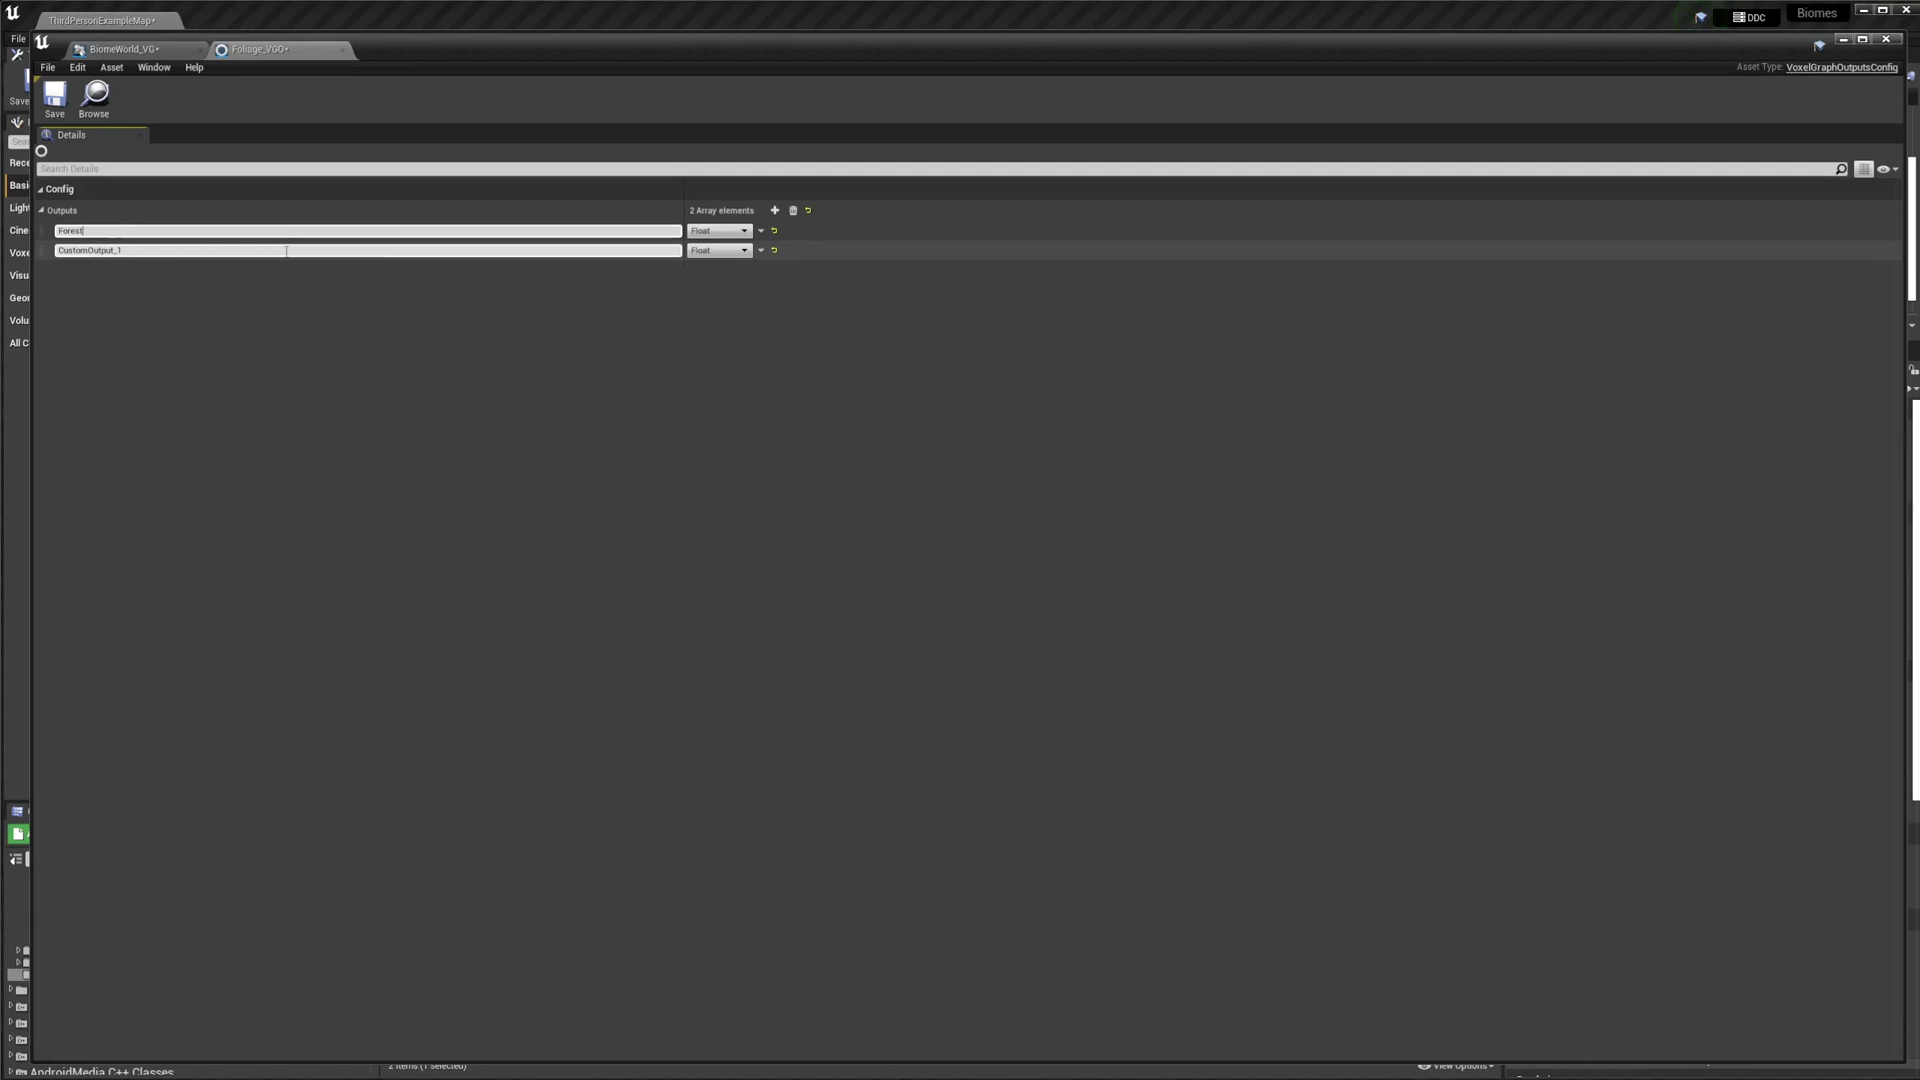 ThirdPersonExampleMap*
DDC
Biomes
File
BiomeWorld_VG*
Foliage_VGO*
File Edit Asset Window Help
Asset Type: VoxelGraphOutputsConfig
Save
Save Browse
Details
Search Details
Config
Outputs
2 Array elements
Forest
Float
CustomOutput_1
Float
Sear
Rece
Basi
Light
Cine
Voxe
Visu
Geor
Volu
All C
AndroidMedia C++ Classes
2 items (1 selected)
View Options